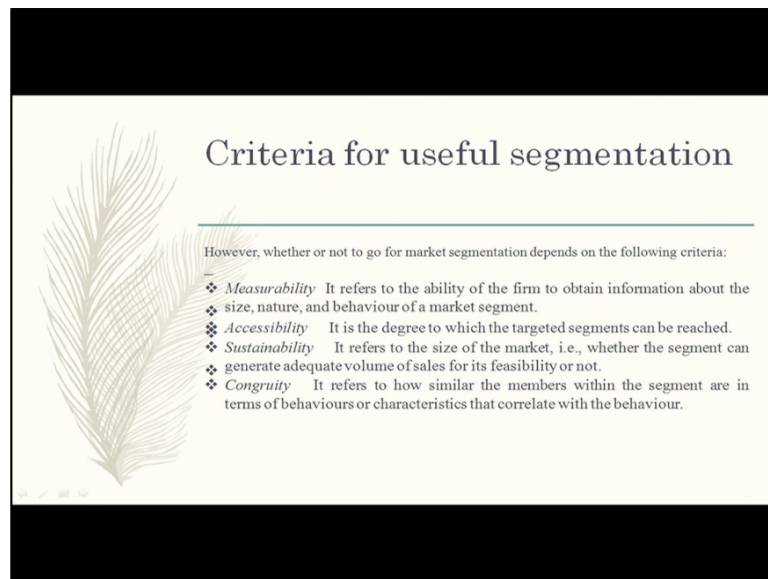 Criteria for useful segmentation
However, whether or not to go for market segmentation depends on the following criteria:
–
❖ Measurability It refers to the ability of the firm to obtain information about the
❖ size, nature, and behaviour of a market segment.
❖ Accessibility It is the degree to which the targeted segments can be reached.
❖ Sustainability It refers to the size of the market, i.e., whether the segment can
❖ generate adequate volume of sales for its feasibility or not.
❖ Congruity It refers to how similar the members within the segment are in
terms of behaviours or characteristics that correlate with the behaviour.